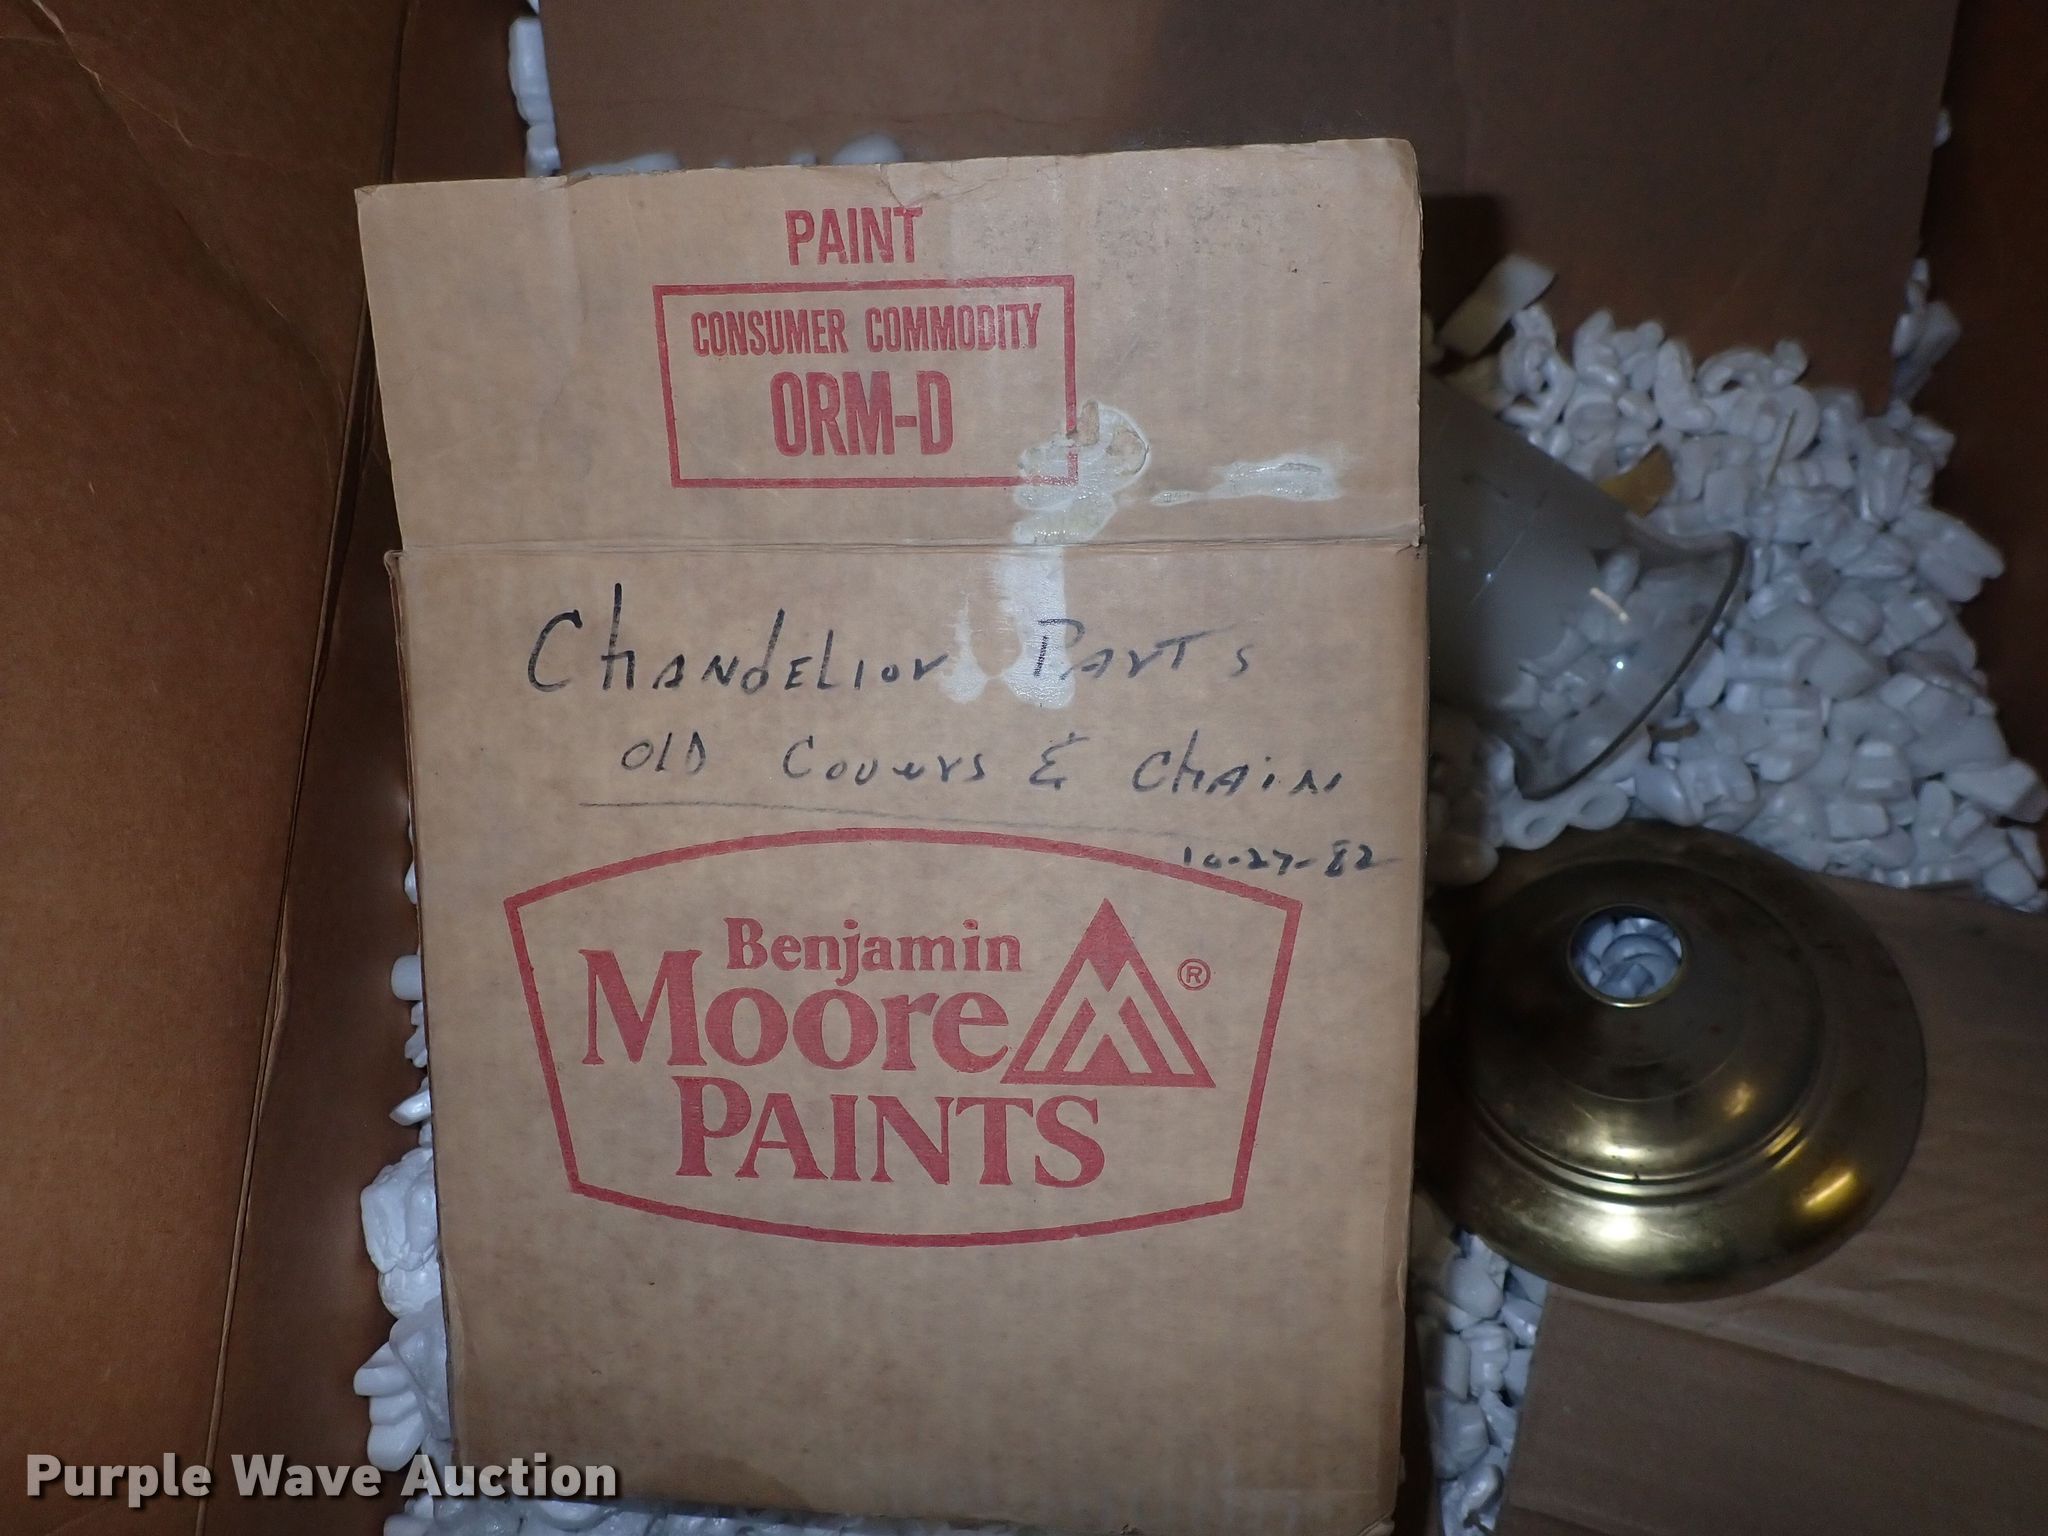 PAINT
CONSUMER COMMODITY
ORM-D
ChANdELior PArTs
OlD Covers & ChAiN
10-27-82
Benjamin
Moore ®
PAINTS
Purple Wave Auction